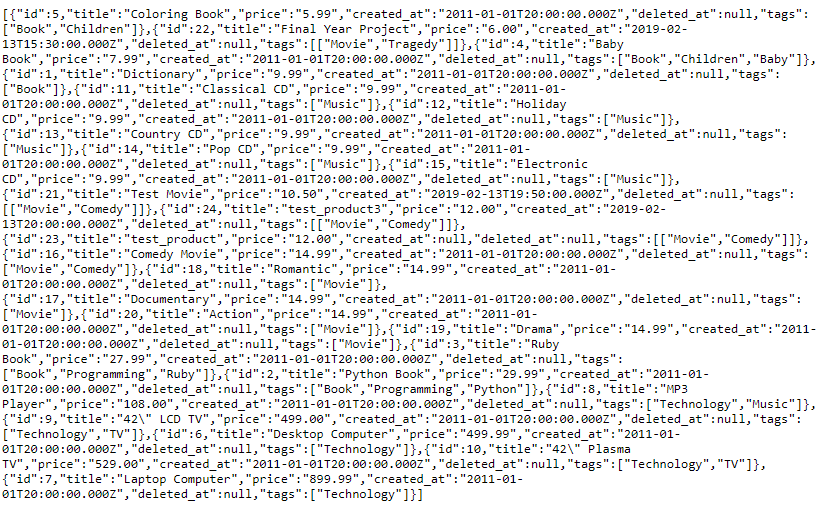 [{"id":5,"title":"Coloring Book","price":"5.99","created_at":"2011-01-01T20:00:00.000Z","deleted_at":null,"tags":
["Book","Children"]},{"id":22,"title":"Final Year Project","price":"6.00","created_at":"2019-02-
13T15:30:00.000Z","deleted_at":null,"tags":[["Movie","Tragedy"]]},{"id":4,"title":"Baby
Book","price":"7.99","created_at":"2011-01-01T20:00:00.000Z","deleted_at":null,"tags":["Book","Children","Baby"]},
{"id":1,"title":"Dictionary","price":"9.99","created_at":"2011-01-01T20:00:00.000Z","deleted_at":null,"tags":
["Book"]},{"id":11,"title":"Classical CD","price":"9.99","created_at":"2011-01-
01T20:00:00.000Z","deleted_at":null,"tags":["Music"]},{"id":12,"title":"Holiday
CD","price":"9.99","created_at":"2011-01-01T20:00:00.000Z","deleted_at":null,"tags":["Music"]},
{"id":13,"title":"Country CD","price":"9.99","created_at":"2011-01-01T20:00:00.000Z","deleted_at":null,"tags":
["Music"]},{"id":14,"title":"Pop CD","price":"9.99","created_at":"2011-01-
01T20:00:00.000Z","deleted_at":null,"tags":["Music"]},{"id":15,"title":"Electronic
CD","price":"9.99","created_at":"2011-01-01T20:00:00.000Z","deleted_at":null,"tags":["Music"]},
{"id":21,"title":"Test Movie","price":"10.50","created_at":"2019-02-13T19:50:00.000Z","deleted_at":null,"tags":
[["Movie","Comedy"]]},{"id":24,"title":"test_product3","price":"12.00","created_at":"2019-02-
13T20:00:00.000Z","deleted_at":null,"tags":[["Movie","Comedy"]]},
{"id":23,"title":"test_product","price":"12.00","created_at":null,"deleted_at":null,"tags":[["Movie","Comedy"]]},
{"id":16,"title":"Comedy Movie","price":"14.99","created_at":"2011-01-01T20:00:00.000Z","deleted_at":null,"tags":
["Movie","Comedy"]},{"id":18,"title":"Romantic","price":"14.99","created_at":"2011-01-
01T20:00:00.000Z","deleted_at":null,"tags":["Movie"]},
{"id":17,"title":"Documentary","price":"14.99","created_at":"2011-01-01T20:00:00.000Z","deleted_at":null,"tags":
["Movie"]},{"id":20,"title":"Action","price":"14.99","created_at":"2011-01-
01T20:00:00.000Z","deleted_at":null,"tags":["Movie"]},{"id":19,"title":"Drama","price":"14.99","created_at":"2011-
01-01T20:00:00.000Z","deleted_at":null,"tags":["Movie"]},{"id":3,"title":"Ruby
Book","price":"27.99","created_at":"2011-01-01T20:00:00.000Z","deleted_at":null,"tags":
["Book","Programming","Ruby"]},{"id":2,"title":"Python Book","price":"29.99","created_at":"2011-01-
01T20:00:00.000Z","deleted_at":null,"tags":["Book","Programming","Python"]},{"id":8,"title":"MP3
Player","price":"108.00","created_at":"2011-01-01T20:00:00.000Z","deleted_at":null,"tags":["Technology","Music"]},
{"id":9,"title":"42\" LCD TV","price":"499.00","created_at":"2011-01-01T20:00:00.000Z","deleted_at":null,"tags":
["Technology","TV"]},{"id":6,"title":"Desktop Computer","price":"499.99","created_at":"2011-01-
01T20:00:00.000Z","deleted_at":null,"tags":["Technology"]},{"id":10,"title":"42\" Plasma
TV","price":"529.00","created_at":"2011-01-01T20:00:00.000Z","deleted_at":null,"tags":["Technology","TV"]},
{"id":7,"title":"Laptop Computer","price":"899.99","created_at":"2011-01-
01T20:00:00.000Z","deleted_at":null,"tags":["Technology"]}]